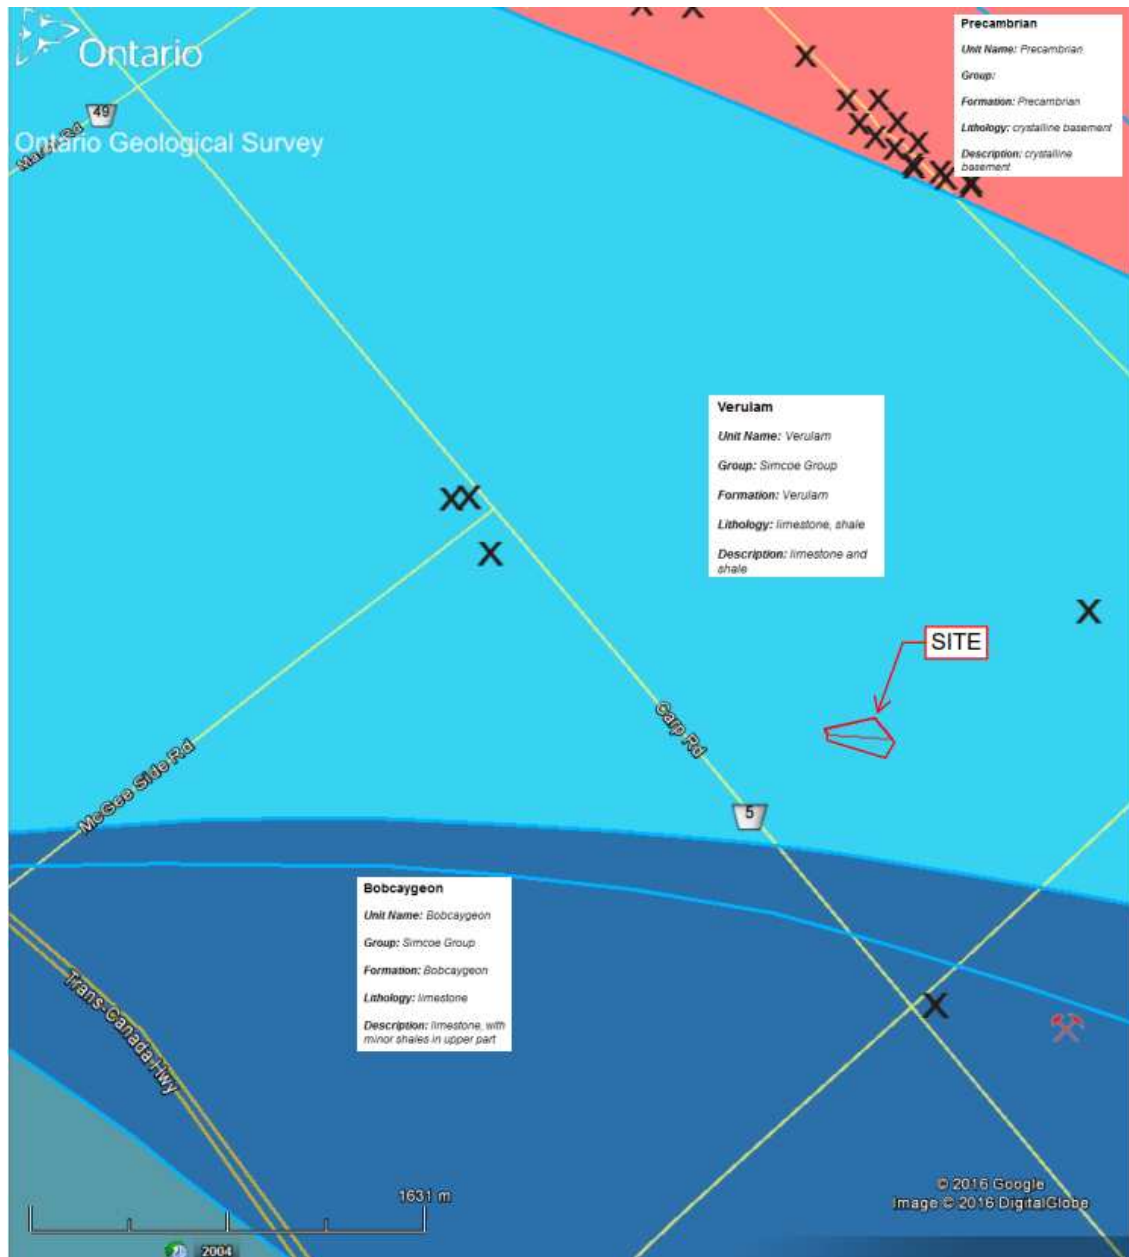 Ontario
Ontario Geological Survey
49
March Rd
Precambrian
Unit Name: Precambrian
Group:
Formation: Precambrian
Lithology: crystalline basement
Description: crystalline
basement
Verulam
Unit Name: Verulam
Group: Simcoe Group
Formation: Verulam
Lithology: limestone, shale
Description: limestone and
shale
SITE
Carp Rd
McGee Side Rd
5
Bobcaygeon
Unit Name: Bobcaygeon
Group: Simcoe Group
Formation: Bobcaygeon
Lithology: limestone
Description: limestone, with
minor shales in upper part
Trans-Canada Hwy
1631 m
© 2016 Google
Image © 2016 DigitalGlobe
2004